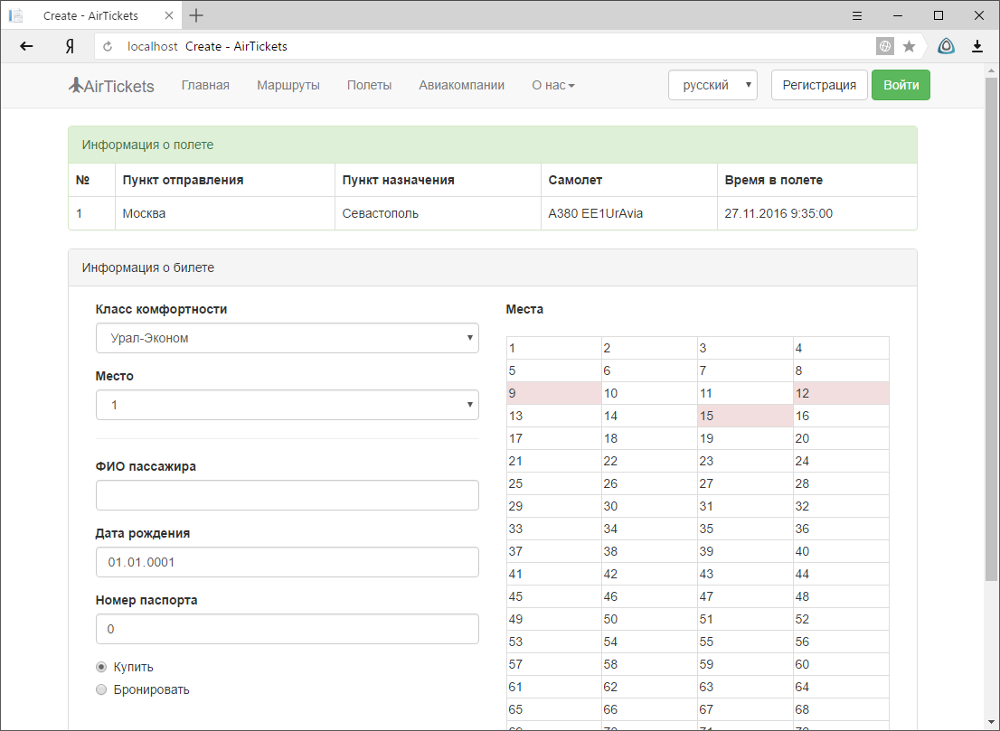 Create - AirTickets
Я localhost Create - AirTickets
AirTickets Главная Маршруты Полеты Авиакомпании О нас русский Регистрация Войти
Информация о полете
№ Пункт отправления Пункт назначения Самолет Время в полете
1 Москва Севастополь A380 EE1UrAvia 27.11.2016 9:35:00
Информация о билете
Класс комфортности
Урал-Эконом
Место
1
ФИО пассажира
Дата рождения
01.01.0001
Номер паспорта
0
Купить
Бронировать
Места
1 2 3 4
5 6 7 8
9 10 11 12
13 14 15 16
17 18 19 20
21 22 23 24
25 26 27 28
29 30 31 32
33 34 35 36
37 38 39 40
41 42 43 44
45 46 47 48
49 50 51 52
53 54 55 56
57 58 59 60
61 62 63 64
65 66 67 68